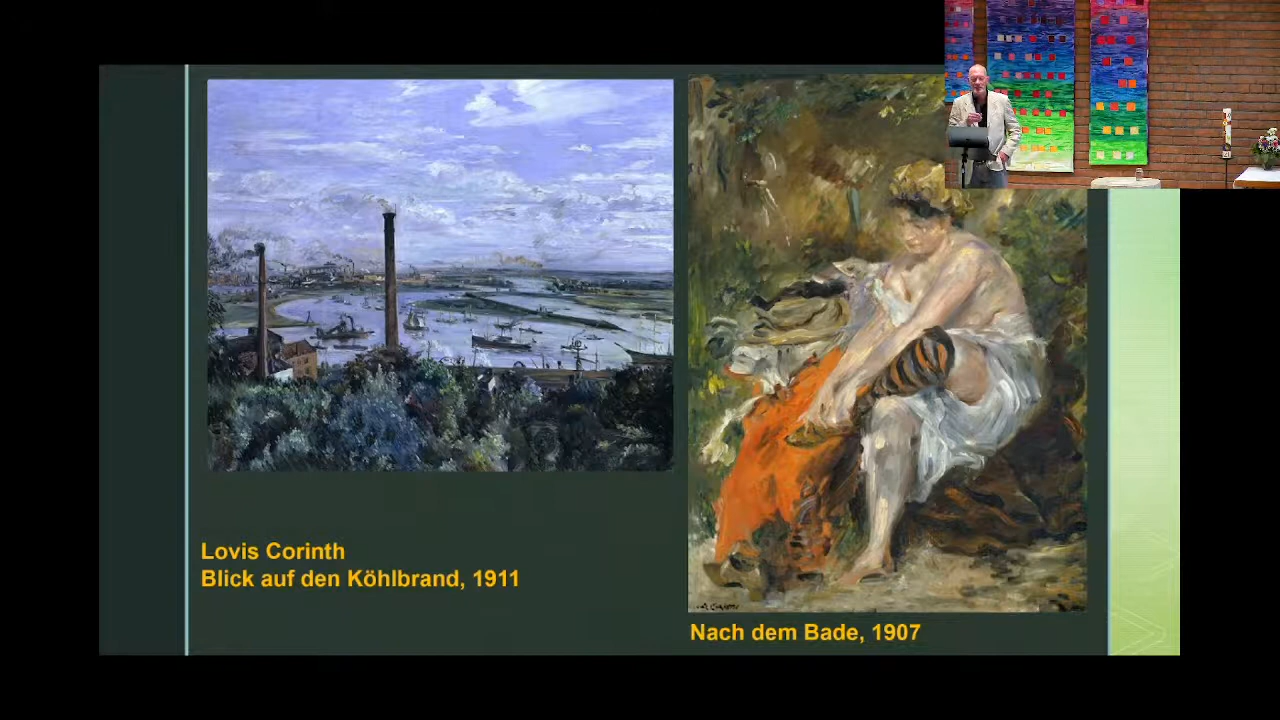 Lovis Corinth
Blick auf den Köhlbrand, 1911
Nach dem Bade, 1907